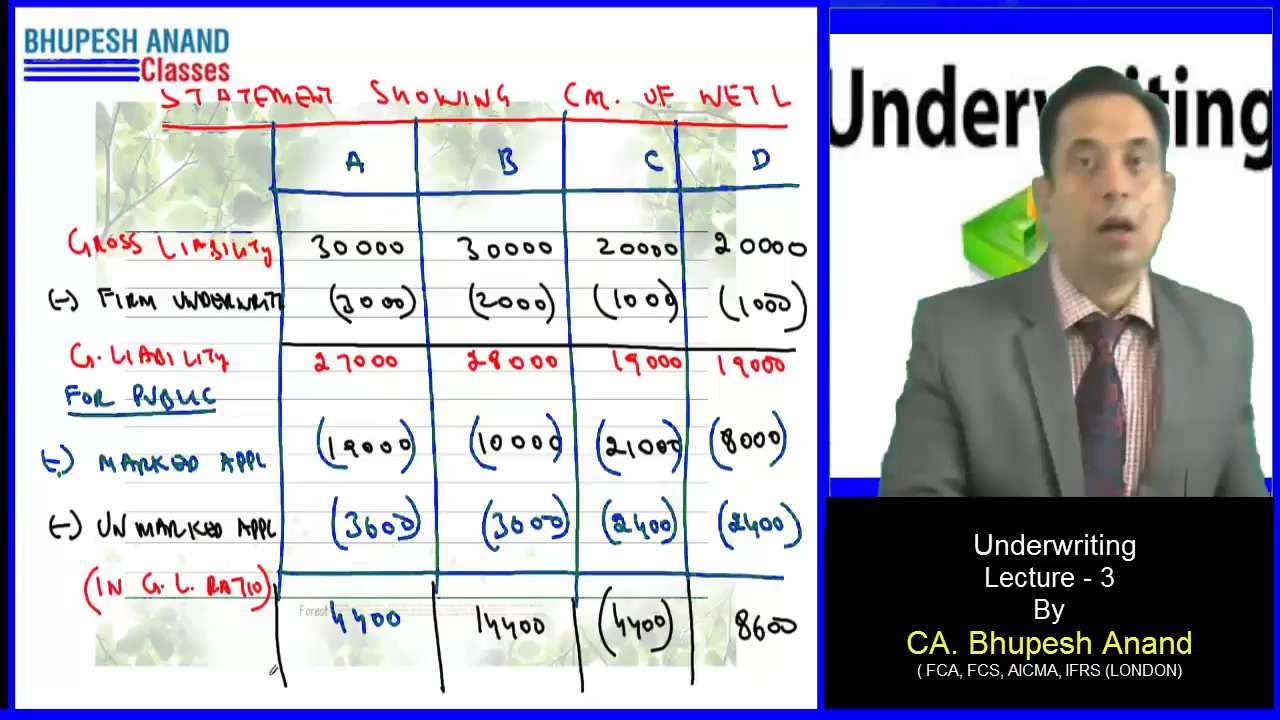 BHUPESH ANAND
Classes
STATEMENT SHOWING CAL. OF NET L
A B C D
GROSS LIABILITY 30000 30000 20000 20000
(-) FIRM UNDERWRIT (3000) (2000) (1000) (1000)
G. LIABILITY 27000 28000 19000 19000
FOR PUBLIC
(-) MARKED APPL (19000) (10000) (21000) (8000)
(-) UNMARKED APPL (3600) (3600) (2400) (2400)
(IN G. L. RATIO)
4400 14400 (4400) 8600
Forest
Underwriting
Underwriting
Lecture - 3
By
CA. Bhupesh Anand
( FCA, FCS, AICMA, IFRS (LONDON)